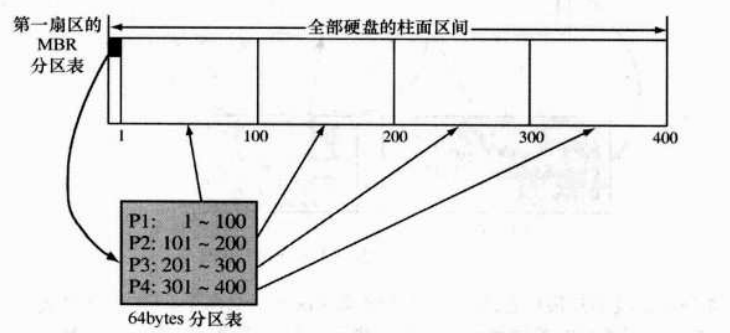 第一扇区的
MBR
分区表
全部硬盘的柱面区间
1 100 200 300 400
P1: 1 ~ 100
P2: 101 ~ 200
P3: 201 ~ 300
P4: 301 ~ 400
64bytes 分区表